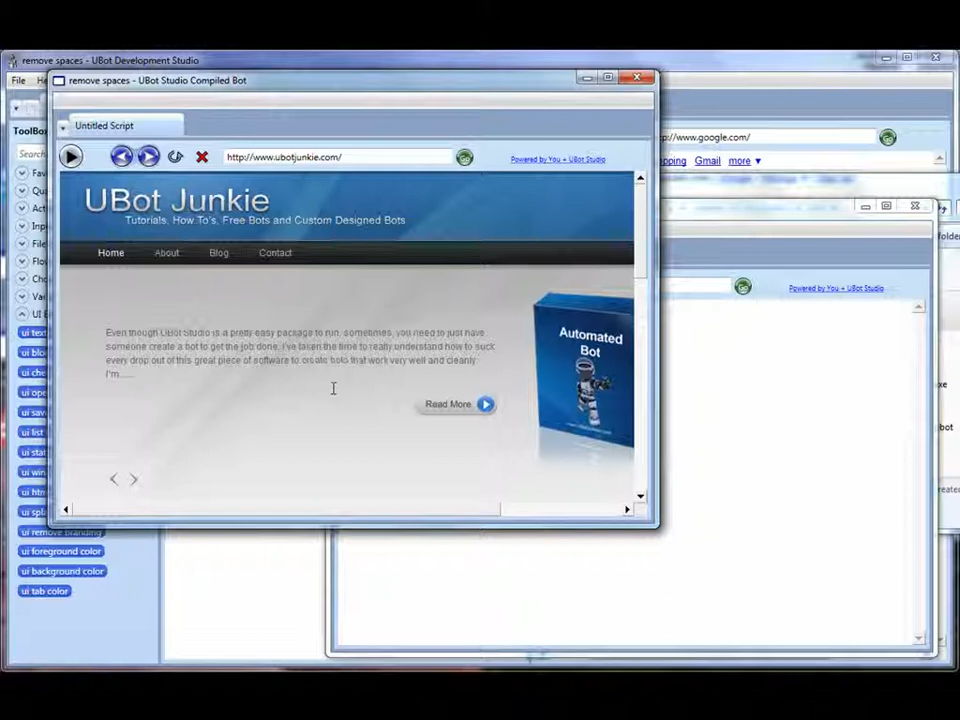 remove spaces - UBot Development Studio
remove spaces - UBot Studio Compiled Bot
File
Untitled Script
ToolBox
http://www.ubotjunkie.com/
Powered by You + UBot Studio
://www.google.com/
Search
Gmail
more ▼
UBot Junkie
Tutorials, How To's, Free Bots and Custom Designed Bots
Home
About
Blog
Contact
Powered by You + UBot Studio
Even though UBot Studio is a pretty easy package to run, sometimes, you need to just have
someone create a bot to get the job done. I've taken the time to really understand how to suck
every drop out of this great piece of software to create bots that work very well and cleanly.
I'm......
Automated
Bot
Read More
ui remove branding
ui foreground color
ui background color
ui tab color